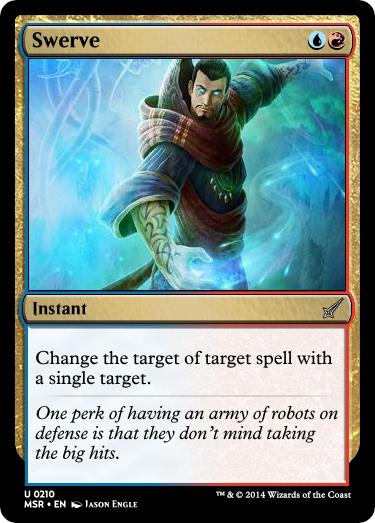 Swerve
Instant
Change the target of target spell with
a single target.
One perk of having an army of robots on
defense is that they don't mind taking
the big hits.
U 0210
MSR • EN JASON ENGLE
™ & © 2014 Wizards of the Coast